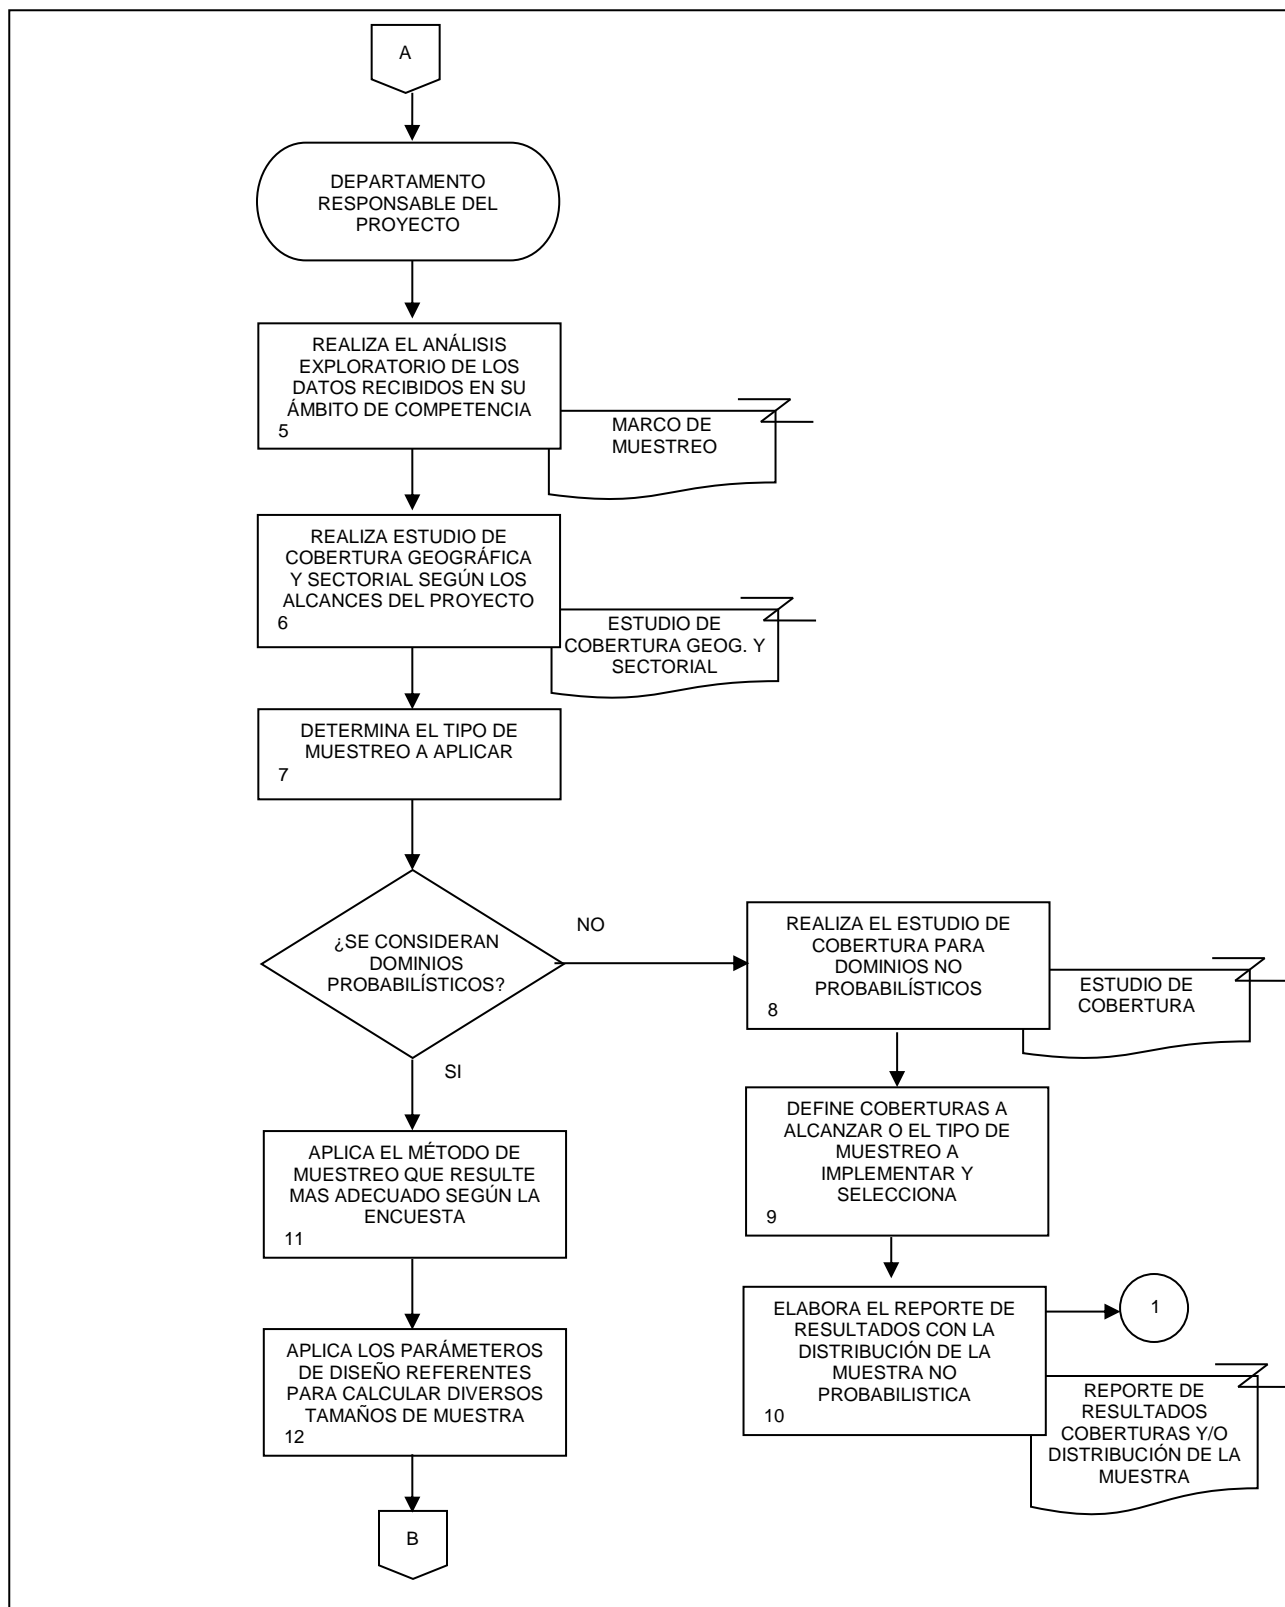 A
DEPARTAMENTO
RESPONSABLE DEL
PROYECTO
REALIZA EL ANÁLISIS
EXPLORATORIO DE LOS
DATOS RECIBIDOS EN SU
ÁMBITO DE COMPETENCIA
5
MARCO DE
MUESTREO
REALIZA ESTUDIO DE
COBERTURA GEOGRÁFICA
Y SECTORIAL SEGÚN LOS
ALCANCES DEL PROYECTO
6
ESTUDIO DE
COBERTURA GEOG. Y
SECTORIAL
DETERMINA EL TIPO DE
MUESTREO A APLICAR
7
¿SE CONSIDERAN
DOMINIOS
PROBABILÍSTICOS?
NO
REALIZA EL ESTUDIO DE
COBERTURA PARA
DOMINIOS NO
PROBABILÍSTICOS
8
ESTUDIO DE
COBERTURA
DEFINE COBERTURAS A
ALCANZAR O EL TIPO DE
MUESTREO A
IMPLEMENTAR Y
SELECCIONA
9
ELABORA EL REPORTE DE
RESULTADOS CON LA
DISTRIBUCIÓN DE LA
MUESTRA NO
PROBABILISTICA
10
1
REPORTE DE
RESULTADOS
COBERTURAS Y/O
DISTRIBUCIÓN DE LA
MUESTRA
SI
APLICA EL MÉTODO DE
MUESTREO QUE RESULTE
MAS ADECUADO SEGÚN LA
ENCUESTA
11
APLICA LOS PARÁMETEROS
DE DISEÑO REFERENTES
PARA CALCULAR DIVERSOS
TAMAÑOS DE MUESTRA
12
B